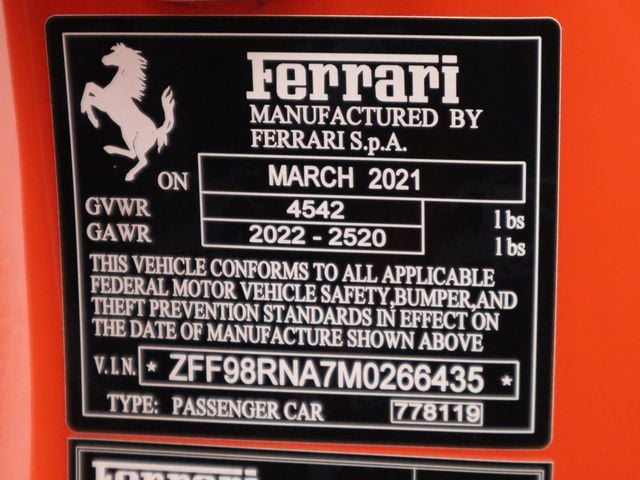 Ferrari
MANUFACTURED BY
FERRARI S.p.A.
ON MARCH 2021
GVWR 4542 lbs
GAWR 2022 - 2520 lbs
THIS VEHICLE CONFORMS TO ALL APPLICABLE
FEDERAL MOTOR VEHICLE SAFETY,BUMPER,AND
THEFT PREVENTION STANDARDS IN EFFECT ON
THE DATE OF MANUFACTURE SHOWN ABOVE
V.I.N. * ZFF98RNA7M0266435 *
TYPE: PASSENGER CAR 778119
Ferrari